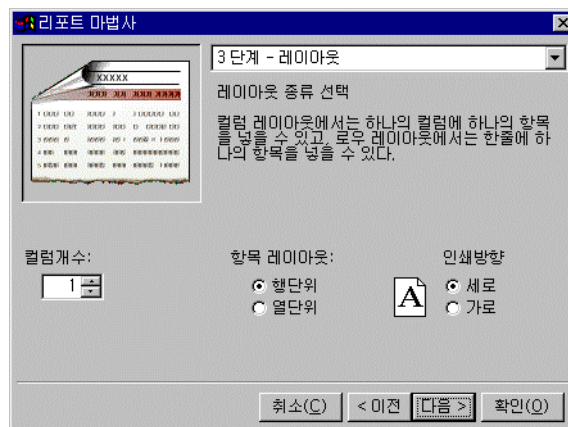 리포트 마법사
3 단계 - 레이아웃
XXXXX
레이아웃 종류 선택
컬럼 레이아웃에서는 하나의 컬럼에 하나의 항목
을 넣을 수 있고, 로우 레이아웃에서는 한줄에 하
나의 항목을 넣을 수 있다.
컬럼개수:
1
항목 레이아웃:
행단위
열단위
인쇄방향
A
세로
가로
취소(C)
< 이전
다음 >
확인(O)